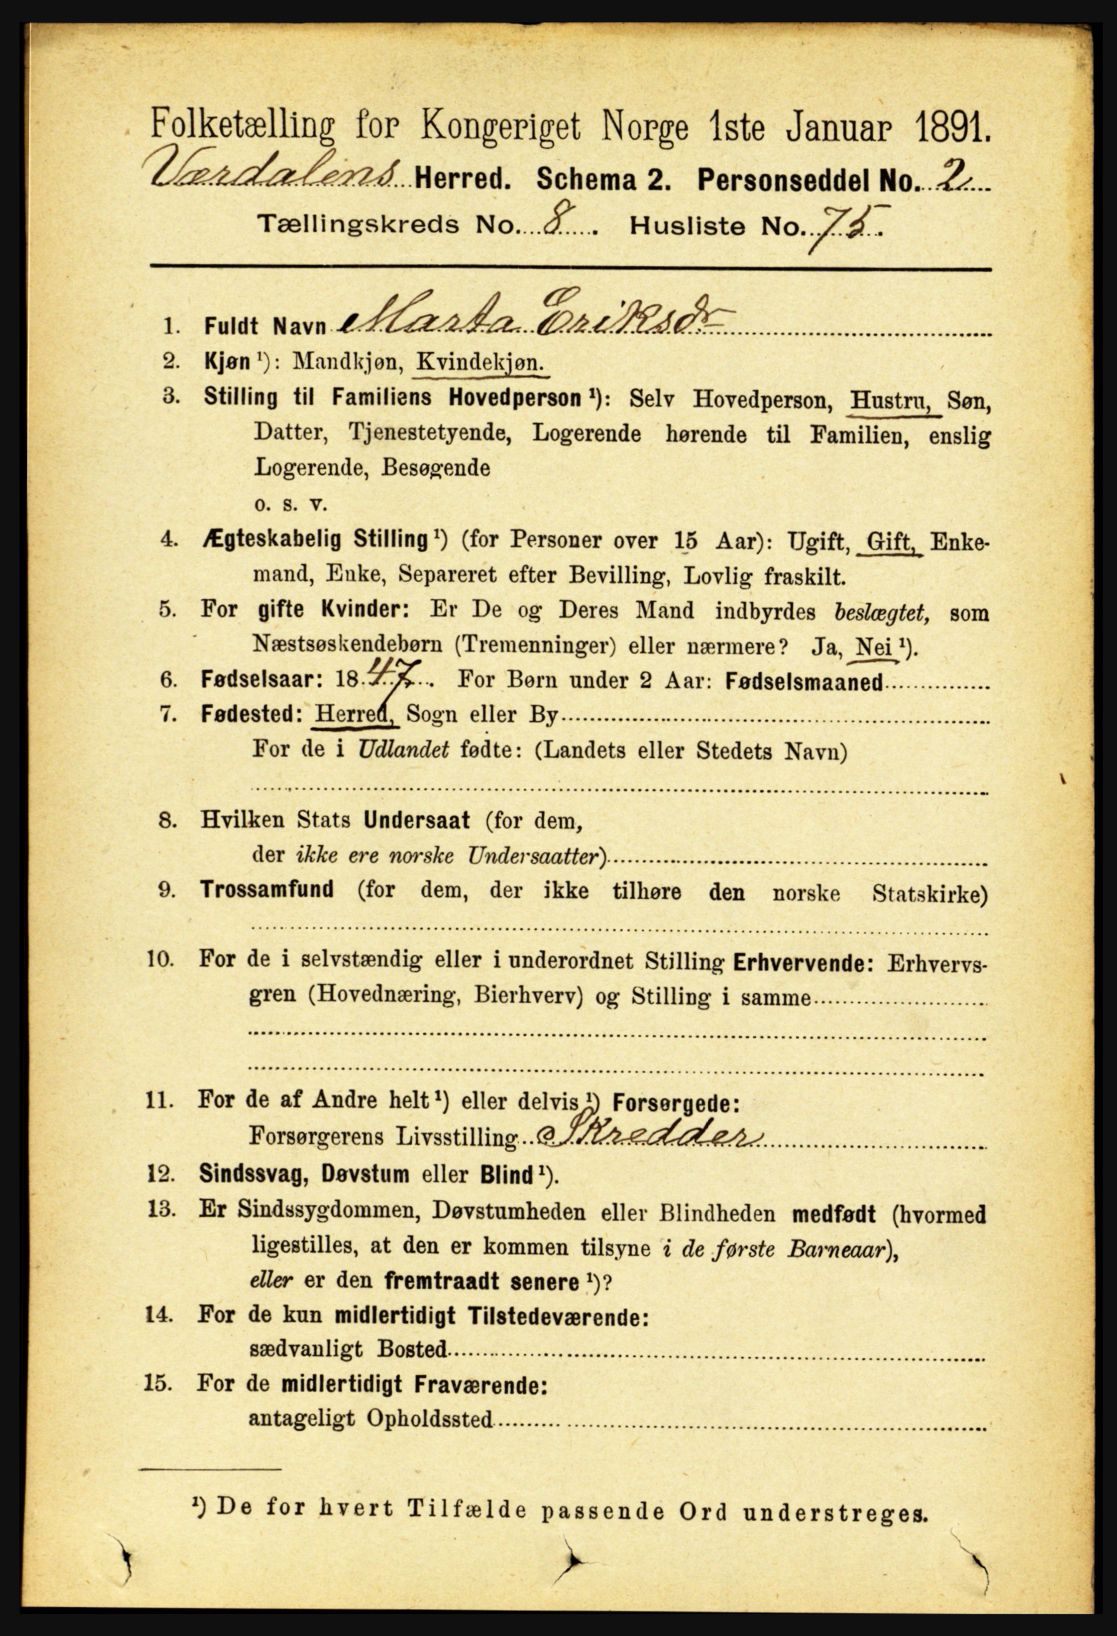 Folketælling for Kongeriget Norge 1ste Januar 1891.
Værdalens Herred. Schema 2. Personseddel No. 2
Tællingskreds No. 8. Husliste No. 75.
1. Fuldt Navn Marta Eriksdr
2. Kjøn ¹): Mandkjøn, Kvindekjøn.
3. Stilling til Familiens Hovedperson ¹): Selv Hovedperson, Hustru, Søn,
Datter, Tjenestetyende, Logerende hørende til Familien, enslig
Logerende, Besøgende
o. s. v.
4. Ægteskabelig Stilling ¹) (for Personer over 15 Aar): Ugift, Gift, Enke-
mand, Enke, Separeret efter Bevilling, Lovlig fraskilt.
5. For gifte Kvinder: Er De og Deres Mand indbyrdes beslægtet, som
Næstsøskendebørn (Tremenninger) eller nærmere? Ja, Nei ¹).
6. Fødselsaar: 1847. For Børn under 2 Aar: Fødselsmaaned
7. Fødested: Herred, Sogn eller By
For de i Udlandet fødte: (Landets eller Stedets Navn)
8. Hvilken Stats Undersaat (for dem,
der ikke ere norske Undersaatter)
9. Trossamfund (for dem, der ikke tilhøre den norske Statskirke)
10. For de i selvstændig eller i underordnet Stilling Erhvervende: Erhvervs-
gren (Hovednæring, Bierhverv) og Stilling i samme
11. For de af Andre helt ¹) eller delvis ¹) Forsørgede:
Forsørgerens Livsstilling Skredder
12. Sindssvag, Døvstum eller Blind ¹).
13. Er Sindssygdommen, Døvstumheden eller Blindheden medfødt (hvormed
ligestilles, at den er kommen tilsyne i de første Barneaar),
eller er den fremtraadt senere ¹)?
14. For de kun midlertidigt Tilstedeværende:
sædvanligt Bosted
15. For de midlertidigt Fraværende:
antageligt Opholdssted
¹) De for hvert Tilfælde passende Ord understreges.